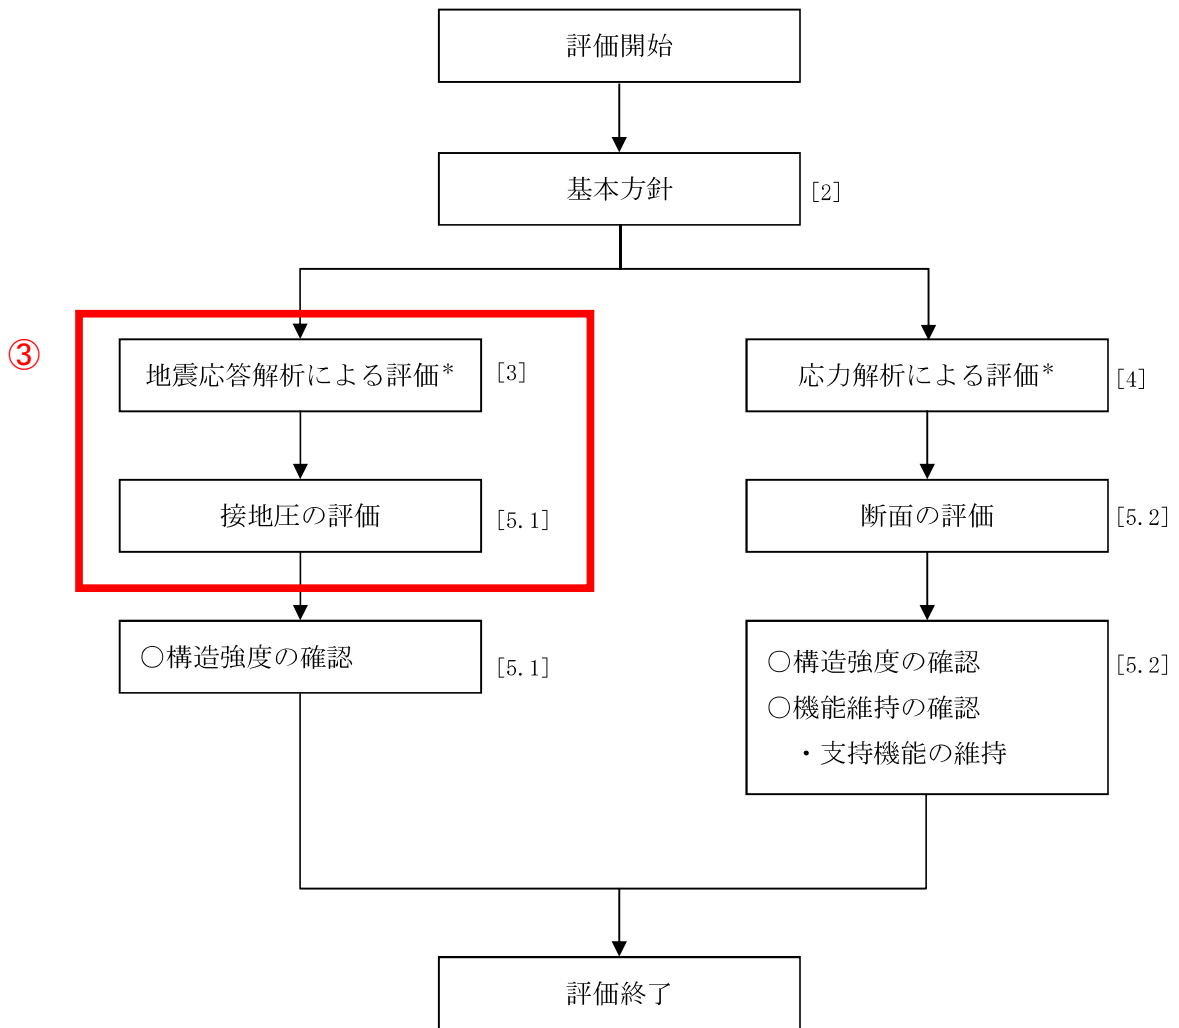 評価開始
基本方針
[2]
③
地震応答解析による評価*
[3]
接地圧の評価
[5.1]
○構造強度の確認
[5.1]
応力解析による評価*
[4]
断面の評価
[5.2]
○構造強度の確認
○機能維持の確認
・支持機能の維持
[5.2]
評価終了